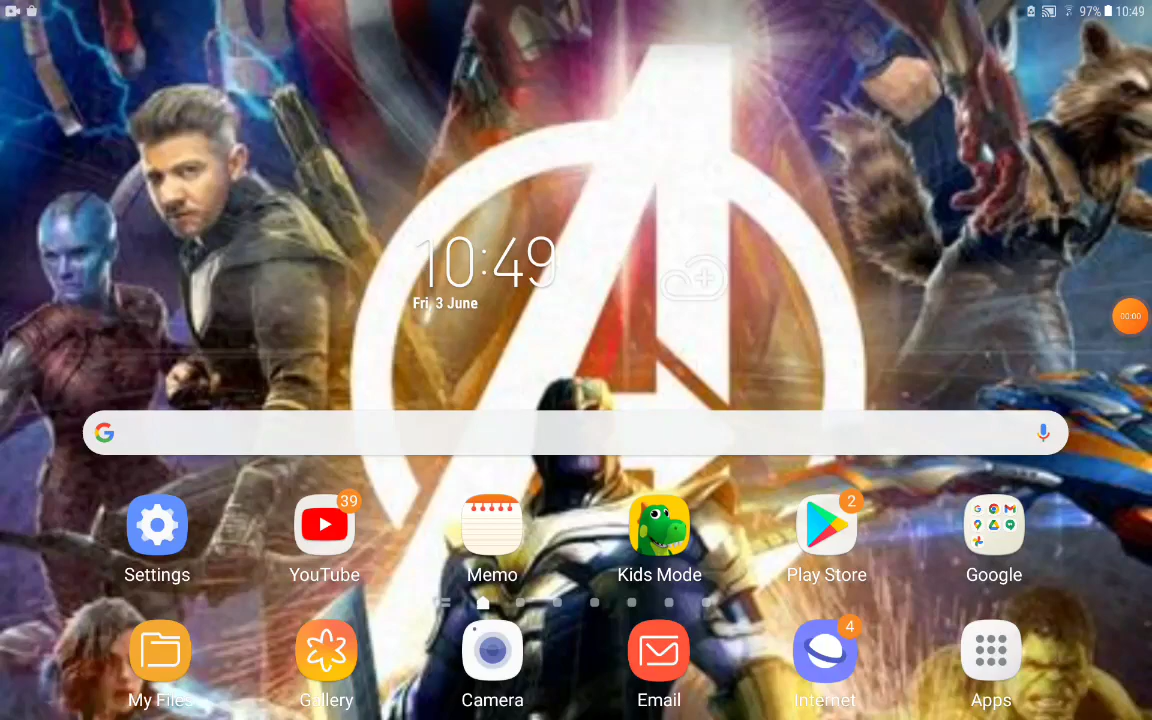 97% 10:49
10:49
Fri, 3 June
00:00
39
2
Settings YouTube Memo Kids Mode Play Store Google
4
My Files Gallery Camera Email Internet Apps